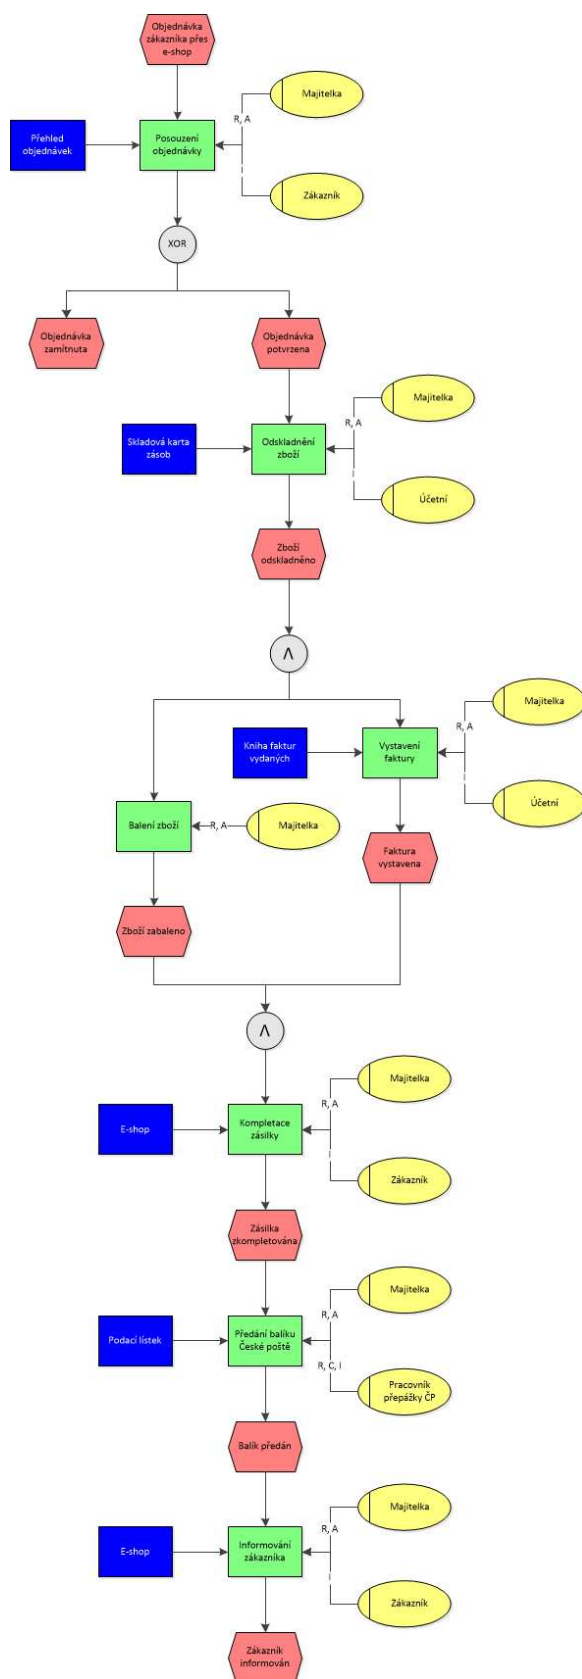 Objednávka
zákazníka přes
e-shop
Majitelka
R, A
Přehled
objednávek
Posouzení
objednávky
I
Zákazník
XOR
Objednávka
zamítnuta
Objednávka
potvrzena
Majitelka
R, A
Skladová karta
zásob
Odskladnění
zboží
I
Účetní
Zboží
odskladněno
Λ
Majitelka
R, A
Kniha faktur
vydaných
Vystavení
faktury
I
Účetní
Balení zboží
R, A
Majitelka
Faktura
vystavena
Zboží zabaleno
Λ
Majitelka
R, A
E-shop
Kompletace
zásilky
I
Zákazník
Zásilka
zkompletována
Majitelka
R, A
Podací lístek
Předání balíku
České poště
R, C, I
Pracovník
přepážky ČP
Balík předán
Majitelka
R, A
E-shop
Informování
zákazníka
I
Zákazník
Zákazník
informován